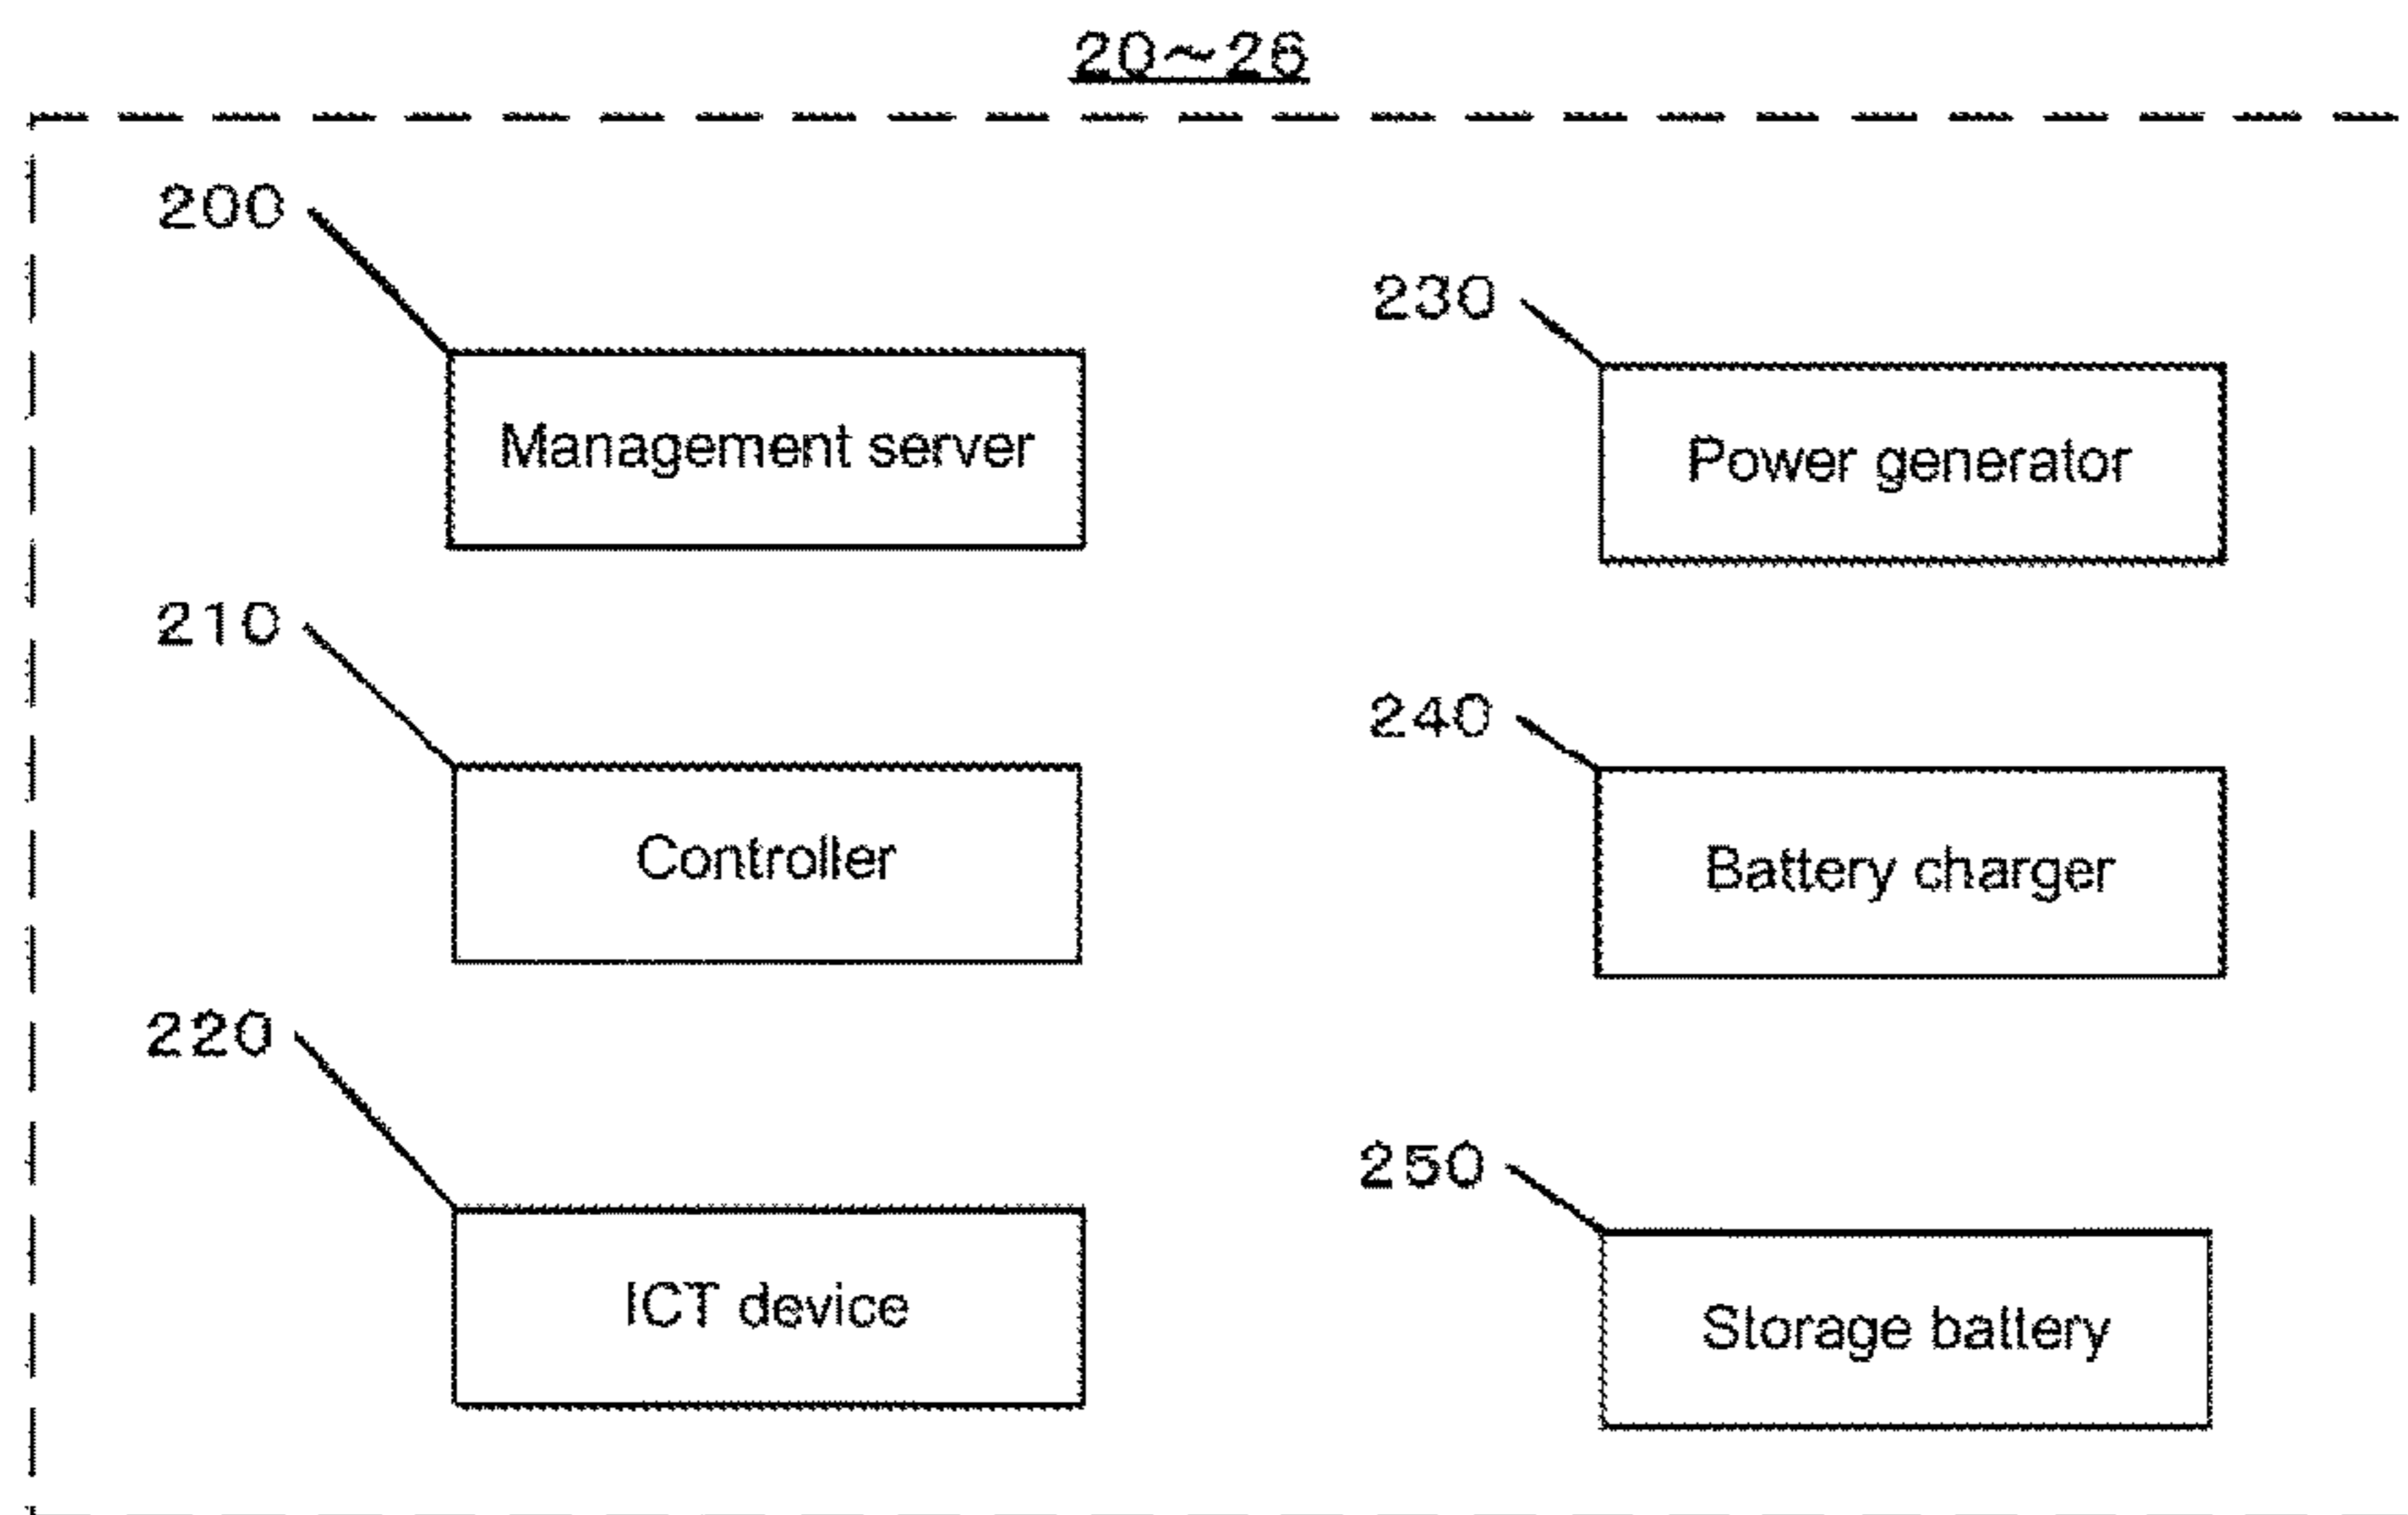 20~26
200
Management server
230
Power generator
210
Controller
240
Battery charger
220
ICT device
250
Storage battery